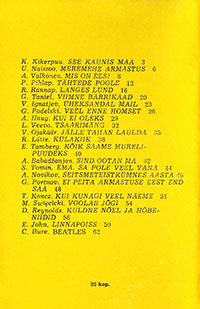 K. Kikerpuu. SEE KAUNIS MAA 3
U. Naissoo. MEREMEHE ARMASTUS 6
A. Valkonen. MIS ON EES? 8
P. Pihlap. TÄHTEDE POOLE 12
R. Rannap. LANGES LUND 16
G. Taniel. VIIMNE BARRIKAAD 20
V. Ignatjev. ÜHEKSANDAL MAIL 23
G. Podelski. VEEL ENNE HOMSET 26
A. Haug. KUI EI OLEKS 29
L. Veevo. TSAARIMÄNG 32
V. Ojakäär. JÄLLE TAHAN LAULDA 35
R. Lätte. KULAKIIK 38
E. Tamberg. KÕIK SAAME MURELI-
PUUDEKS 40
A. Babadžanjan. SIND OOTAN MA 42
S. Tomin. EMA, SA POLE VEEL VANA 44
A. Novikov. SEITSMETEISTKÜMNES AASTA 45
G. Portnov. EI PEITA ARMASTUSE EEST END
SAA 48
T. Koncz. KUI KUNAGI VEEL NÄEME 51
M. Święcicki. VOOLAB JÕGI 54
D. Reynolds. KULDNE NÕEL JA HÕBE-
NIIDID 56
E. John. LINNAPOISS 59
C. Bure. BEATLES 62
25 kop.